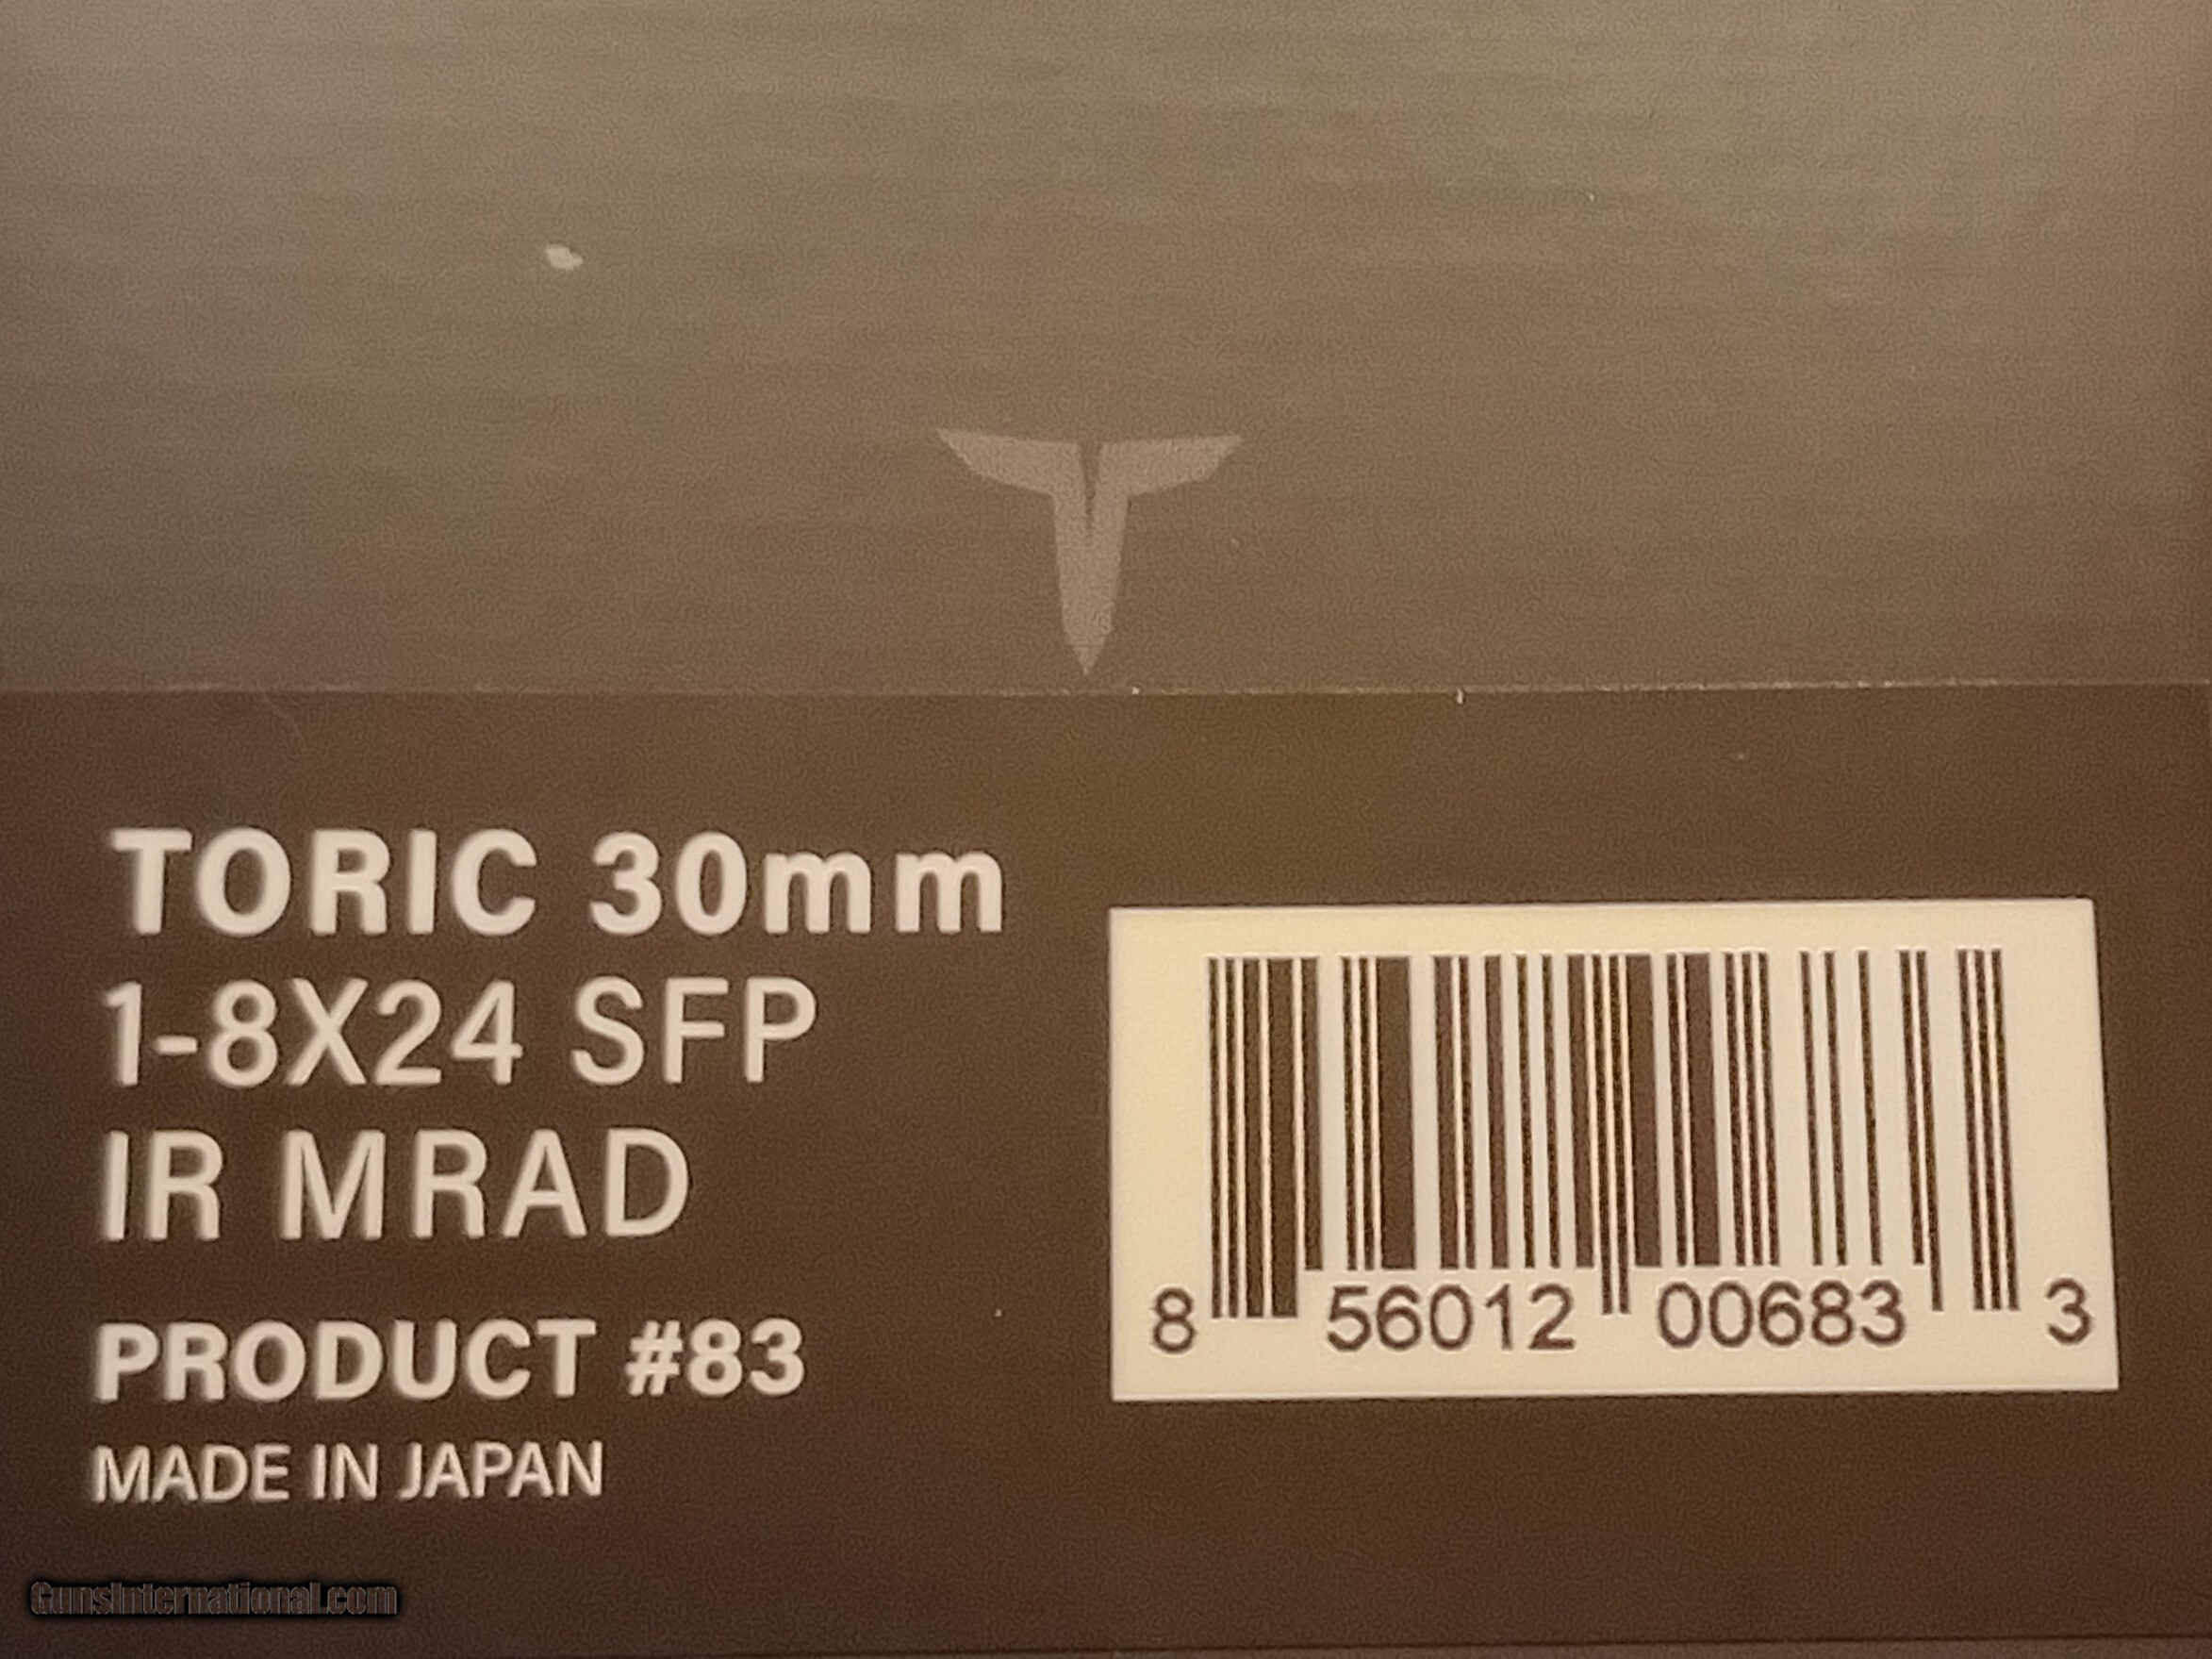 TORIC 30mm
1-8X24 SFP
IR MRAD
PRODUCT #83
MADE IN JAPAN
8 56012 00683 3
GunsInternational.com